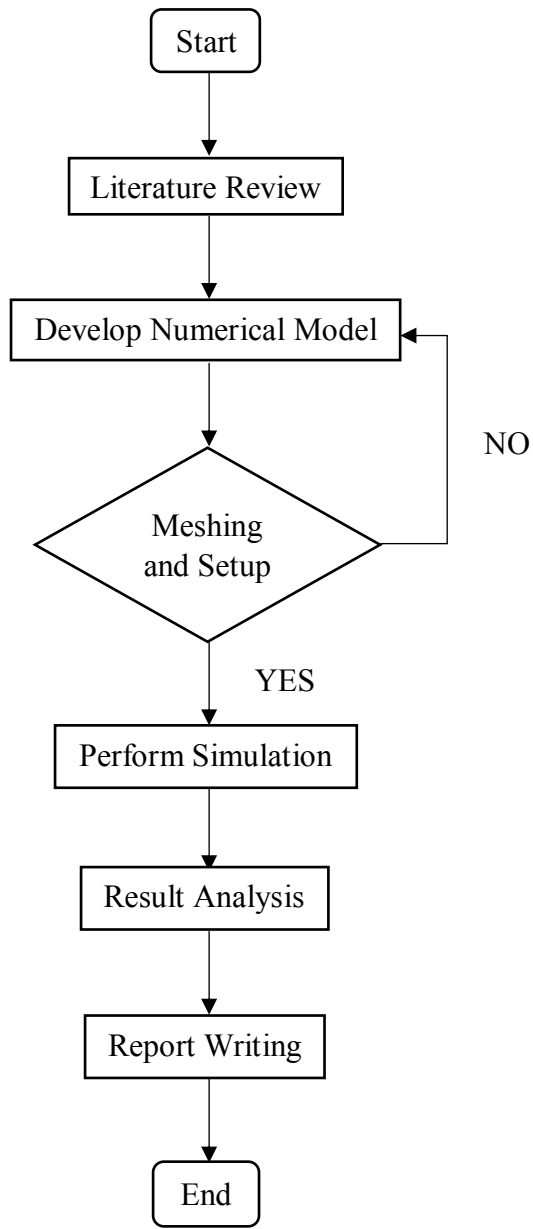 Start
Literature Review
Develop Numerical Model
NO
Meshing
and Setup
YES
Perform Simulation
Result Analysis
Report Writing
End